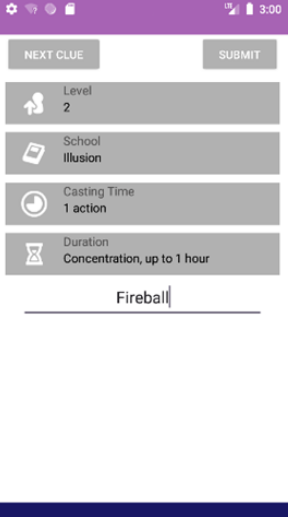 LTE 3:00
NEXT CLUE SUBMIT
Level
2
School
Illusion
Casting Time
1 action
Duration
Concentration, up to 1 hour
Fireball